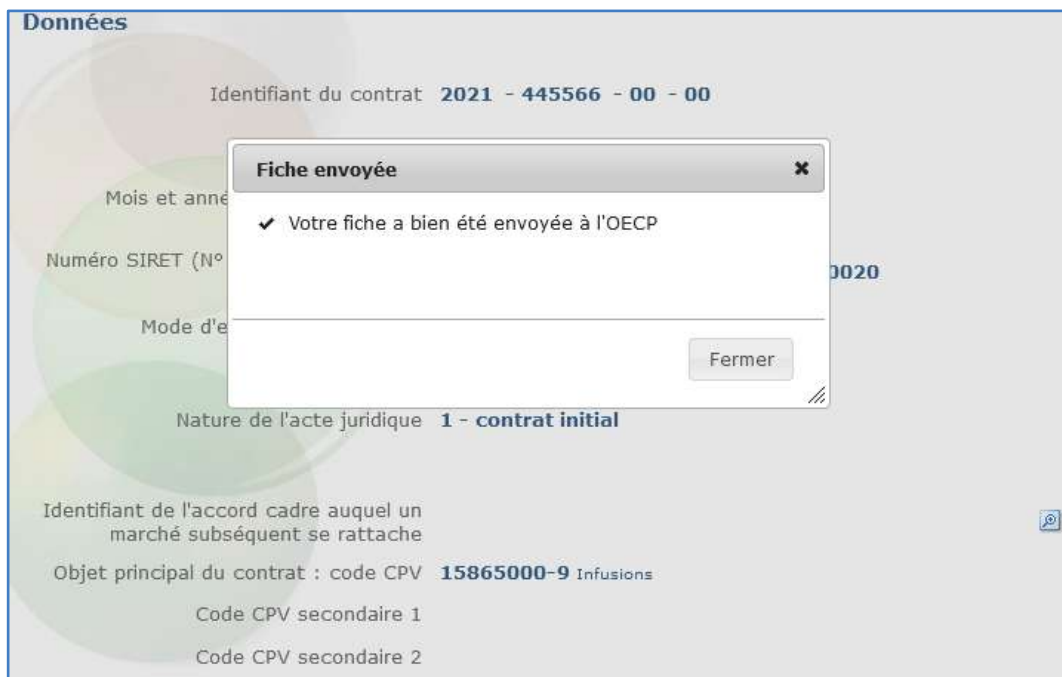 Données
Identifiant du contrat 2021 - 445566 - 00 - 00
Fiche envoyée
Mois et anné
✔ Votre fiche a bien été envoyée à l'OECP
Numéro SIRET (N° 0020
Mode d'e
Fermer
Nature de l'acte juridique 1 - contrat initial
Identifiant de l'accord cadre auquel un
marché subséquent se rattache
Objet principal du contrat : code CPV 15865000-9 Infusions
Code CPV secondaire 1
Code CPV secondaire 2